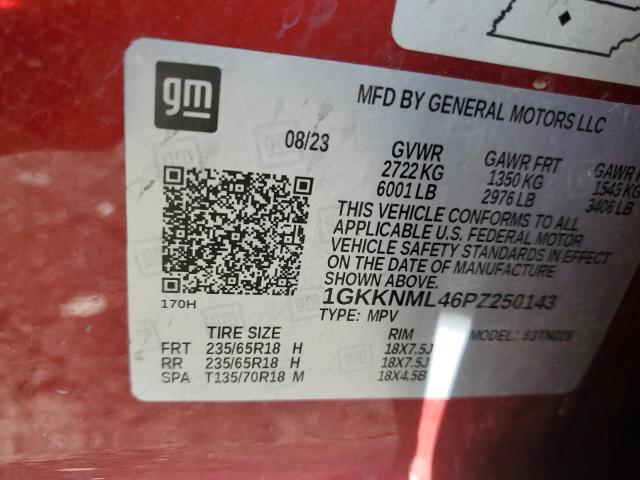 gm
MFD BY GENERAL MOTORS LLC
08/23
GVWR GAWR FRT GAWR
2722 KG 1350 KG 1545 KG
6001 LB 2976 LB 3406 LB
THIS VEHICLE CONFORMS TO ALL
APPLICABLE U.S. FEDERAL MOTOR
VEHICLE SAFETY STANDARDS IN EFFECT
ON THE DATE OF MANUFACTURE
SHOWN ABOVE.
170H
1GKKNML46PZ250143
TYPE: MPV
TIRE SIZE RIM MODEL:
FRT 235/65R18 H 18X7.5J
RR 235/65R18 H 18X7.5J
SPA T135/70R18 M 18X4.5B